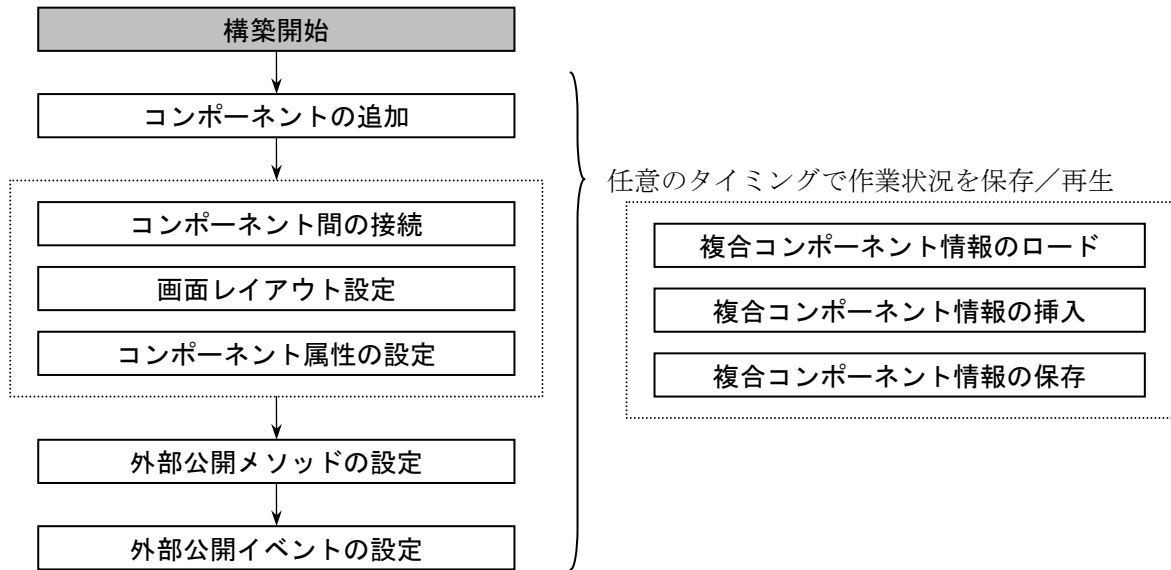 構築開始
コンポーネントの追加
コンポーネント間の接続
画面レイアウト設定
コンポーネント属性の設定
外部公開メソッドの設定
外部公開イベントの設定
任意のタイミングで作業状況を保存／再生
複合コンポーネント情報のロード
複合コンポーネント情報の挿入
複合コンポーネント情報の保存